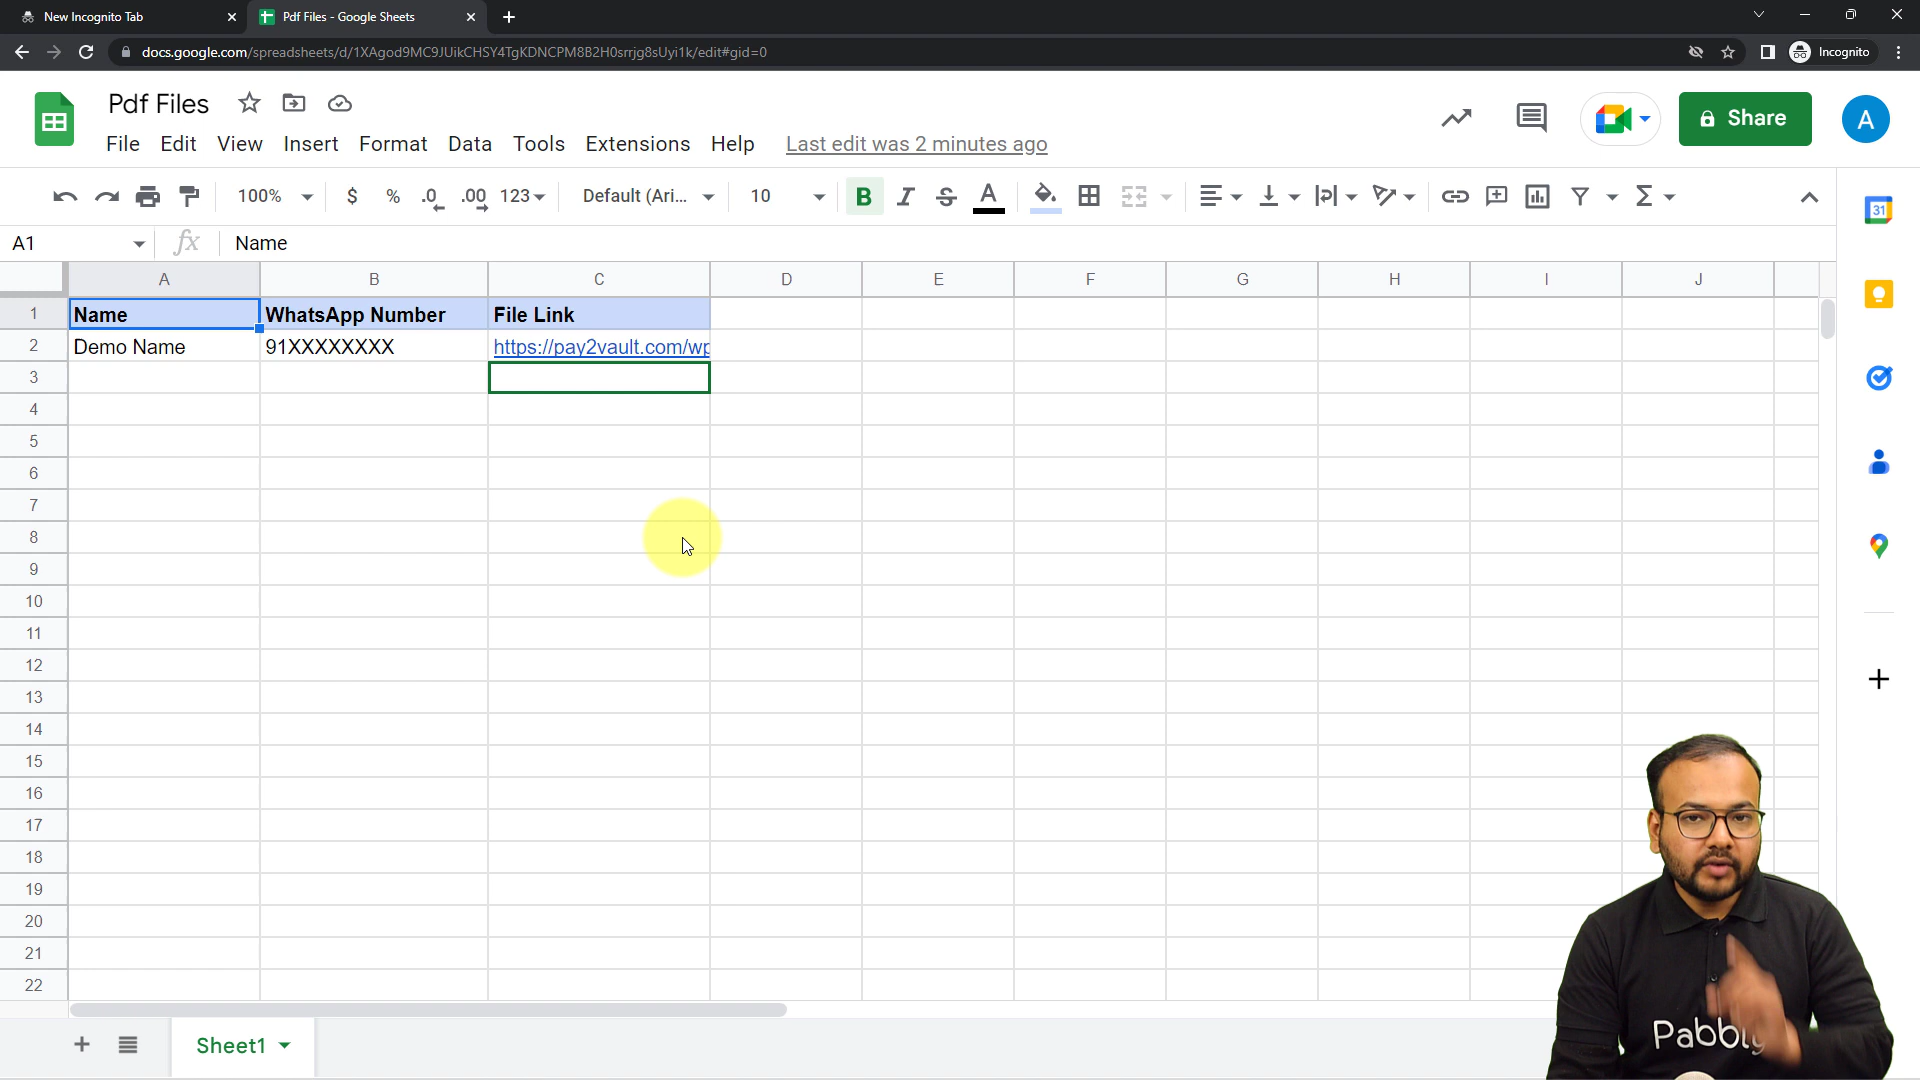 New Incognito Tab
Pdf Files - Google Sheets
docs.google.com/spreadsheets/d/1XAgod9MC9JUikCHSY4TgKDNCPM8B2H0srrjg8sUyi1k/edit#gid=0
Incognito
Pdf Files
File Edit View Insert Format Data Tools Extensions Help Last edit was 2 minutes ago
Share
A
100% $ % .0 .00 123 Default (Ari... 10 B I S A
31
A1 fx Name
A B C D E F G H I J
1 Name WhatsApp Number File Link
2 Demo Name 91XXXXXXXX https://pay2vault.com/wp
3
4
5
6
7
8
9
10
11
12
13
14
15
16
17
18
19
20
21
22
Sheet1
Pabbly